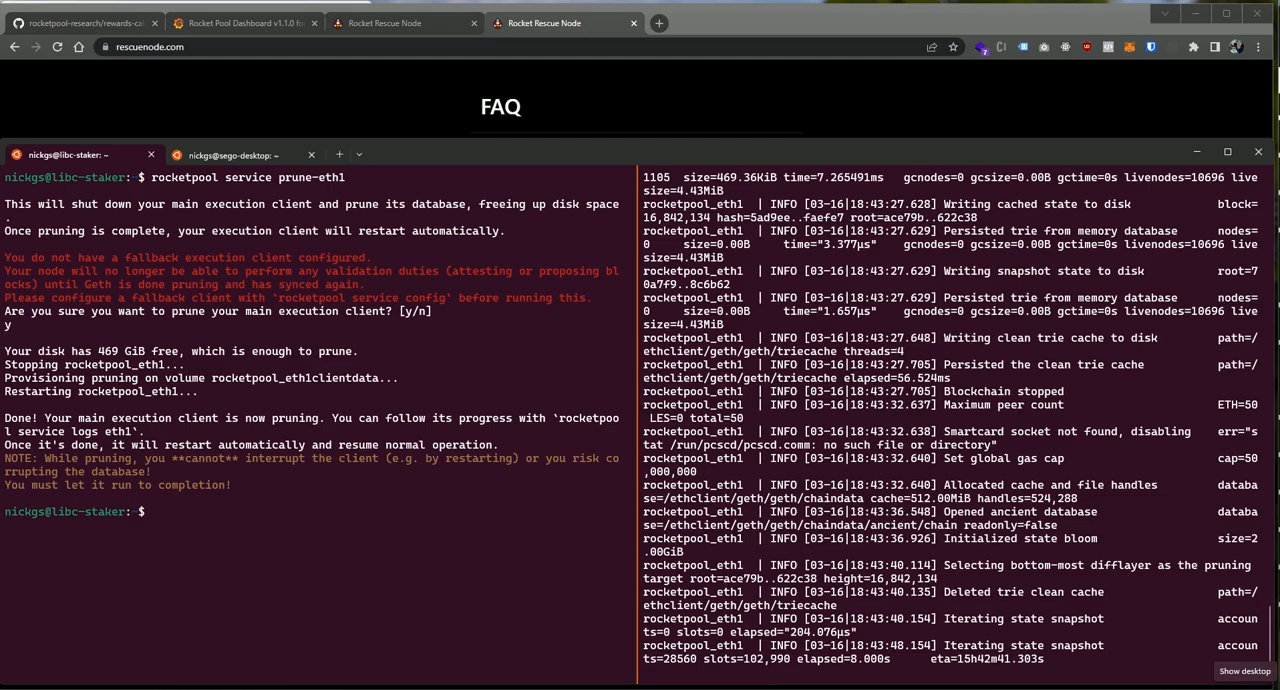 rocketpool-research/rewards-cal
Rocket Pool Dashboard v1.1.0 fo
Rocket Rescue Node
Rocket Rescue Node
rescuenode.com
7
FAQ
nickgs@libc-staker: ~
nickgs@sego-desktop: ~
nickgs@libc-staker:~$ rocketpool service prune-eth1
This will shut down your main execution client and prune its database, freeing up disk space
.
Once pruning is complete, your execution client will restart automatically.
You do not have a fallback execution client configured.
Your node will no longer be able to perform any validation duties (attesting or proposing bl
ocks) until Geth is done pruning and has synced again.
Please configure a fallback client with 'rocketpool service config' before running this.
Are you sure you want to prune your main execution client? [y/n]
y
Your disk has 469 GiB free, which is enough to prune.
Stopping rocketpool_eth1...
Provisioning pruning on volume rocketpool_eth1clientdata...
Restarting rocketpool_eth1...
Done! Your main execution client is now pruning. You can follow its progress with `rocketpoo
l service logs eth1`.
Once it's done, it will restart automatically and resume normal operation.
NOTE: While pruning, you **cannot** interrupt the client (e.g. by restarting) or you risk co
rrupting the database!
You must let it run to completion!
nickgs@libc-staker:~$
1105  size=469.36kiB time=7.265491ms   gcnodes=0 gcsize=0.00B gctime=0s livenodes=10696 live
size=4.43MiB
rocketpool_eth1  | INFO [03-16|18:43:27.628] Writing cached state to disk             block=
16,842,134 hash=5ad9ee..faefe7 root=ace79b..622c38
rocketpool_eth1  | INFO [03-16|18:43:27.629] Persisted trie from memory database      nodes=
0     size=0.00B     time="3.377µs"   gcnodes=0 gcsize=0.00B gctime=0s livenodes=10696 live
size=4.43MiB
rocketpool_eth1  | INFO [03-16|18:43:27.629] Writing snapshot state to disk           root=7
0a7f9..8c6b62
rocketpool_eth1  | INFO [03-16|18:43:27.629] Persisted trie from memory database      nodes=
0     size=0.00B     time="1.657µs"   gcnodes=0 gcsize=0.00B gctime=0s livenodes=10696 live
size=4.43MiB
rocketpool_eth1  | INFO [03-16|18:43:27.648] Writing clean trie cache to disk         path=/
ethclient/geth/geth/triecache threads=4
rocketpool_eth1  | INFO [03-16|18:43:27.705] Persisted the clean trie cache           path=/
ethclient/geth/geth/triecache elapsed=56.524ms
rocketpool_eth1  | INFO [03-16|18:43:27.705] Blockchain stopped
rocketpool_eth1  | INFO [03-16|18:43:32.637] Maximum peer count                       ETH=50
 LES=0 total=50
rocketpool_eth1  | INFO [03-16|18:43:32.638] Smartcard socket not found, disabling    err="s
tat /run/pcscd/pcscd.comm: no such file or directory"
rocketpool_eth1  | INFO [03-16|18:43:32.640] Set global gas cap                       cap=50
,000,000
rocketpool_eth1  | INFO [03-16|18:43:32.640] Allocated cache and file handles         databa
se=/ethclient/geth/geth/chaindata cache=512.00MiB handles=524,288
rocketpool_eth1  | INFO [03-16|18:43:36.548] Opened ancient database                  databa
se=/ethclient/geth/geth/chaindata/ancient/chain readonly=false
rocketpool_eth1  | INFO [03-16|18:43:36.926] Initialized state bloom                  size=2
.00GiB
rocketpool_eth1  | INFO [03-16|18:43:40.114] Selecting bottom-most difflayer as the pruning
target root=ace79b..622c38 height=16,842,134
rocketpool_eth1  | INFO [03-16|18:43:40.135] Deleted trie clean cache                 path=/
ethclient/geth/geth/triecache
rocketpool_eth1  | INFO [03-16|18:43:40.154] Iterating state snapshot                 accoun
ts=0 slots=0 elapsed="204.076µs"
rocketpool_eth1  | INFO [03-16|18:43:48.154] Iterating state snapshot                 accoun
ts=28560 slots=102,990 elapsed=8.000s      eta=15h42m41.303s
Show desktop